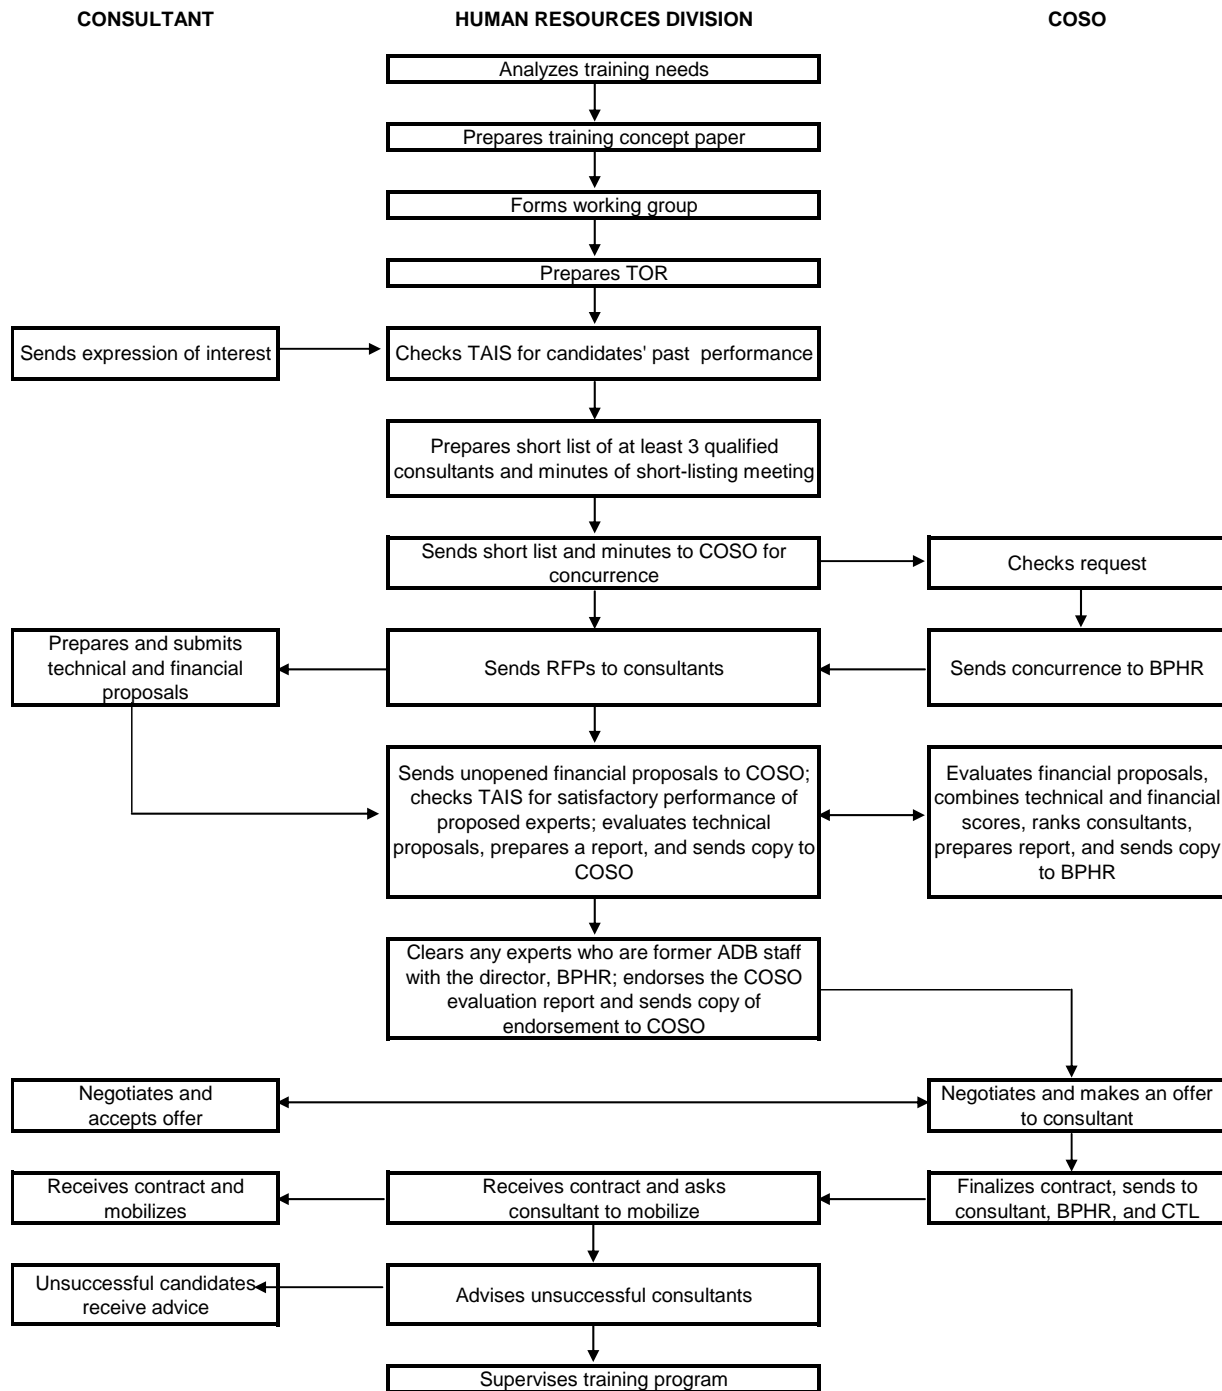 CONSULTANT
HUMAN RESOURCES DIVISION
COSO
Analyzes training needs
Prepares training concept paper
Forms working group
Prepares TOR
Sends expression of interest
Checks TAIS for candidates' past  performance
Prepares short list of at least 3 qualified
consultants and minutes of short-listing meeting
Sends short list and minutes to COSO for
concurrence
Checks request
Prepares and submits
technical and financial
proposals
Sends RFPs to consultants
Sends concurrence to BPHR
Sends unopened financial proposals to COSO;
checks TAIS for satisfactory performance of
proposed experts; evaluates technical
proposals, prepares a report, and sends copy to
COSO
Evaluates financial proposals,
combines technical and financial
scores, ranks consultants,
prepares report, and sends copy
to BPHR
Clears any experts who are former ADB staff
with the director, BPHR; endorses the COSO
evaluation report and sends copy of
endorsement to COSO
Negotiates and
accepts offer
Negotiates and makes an offer
to consultant
Receives contract and
mobilizes
Receives contract and asks
consultant to mobilize
Finalizes contract, sends to
consultant, BPHR, and CTL
Unsuccessful candidates
receive advice
Advises unsuccessful consultants
Supervises training program